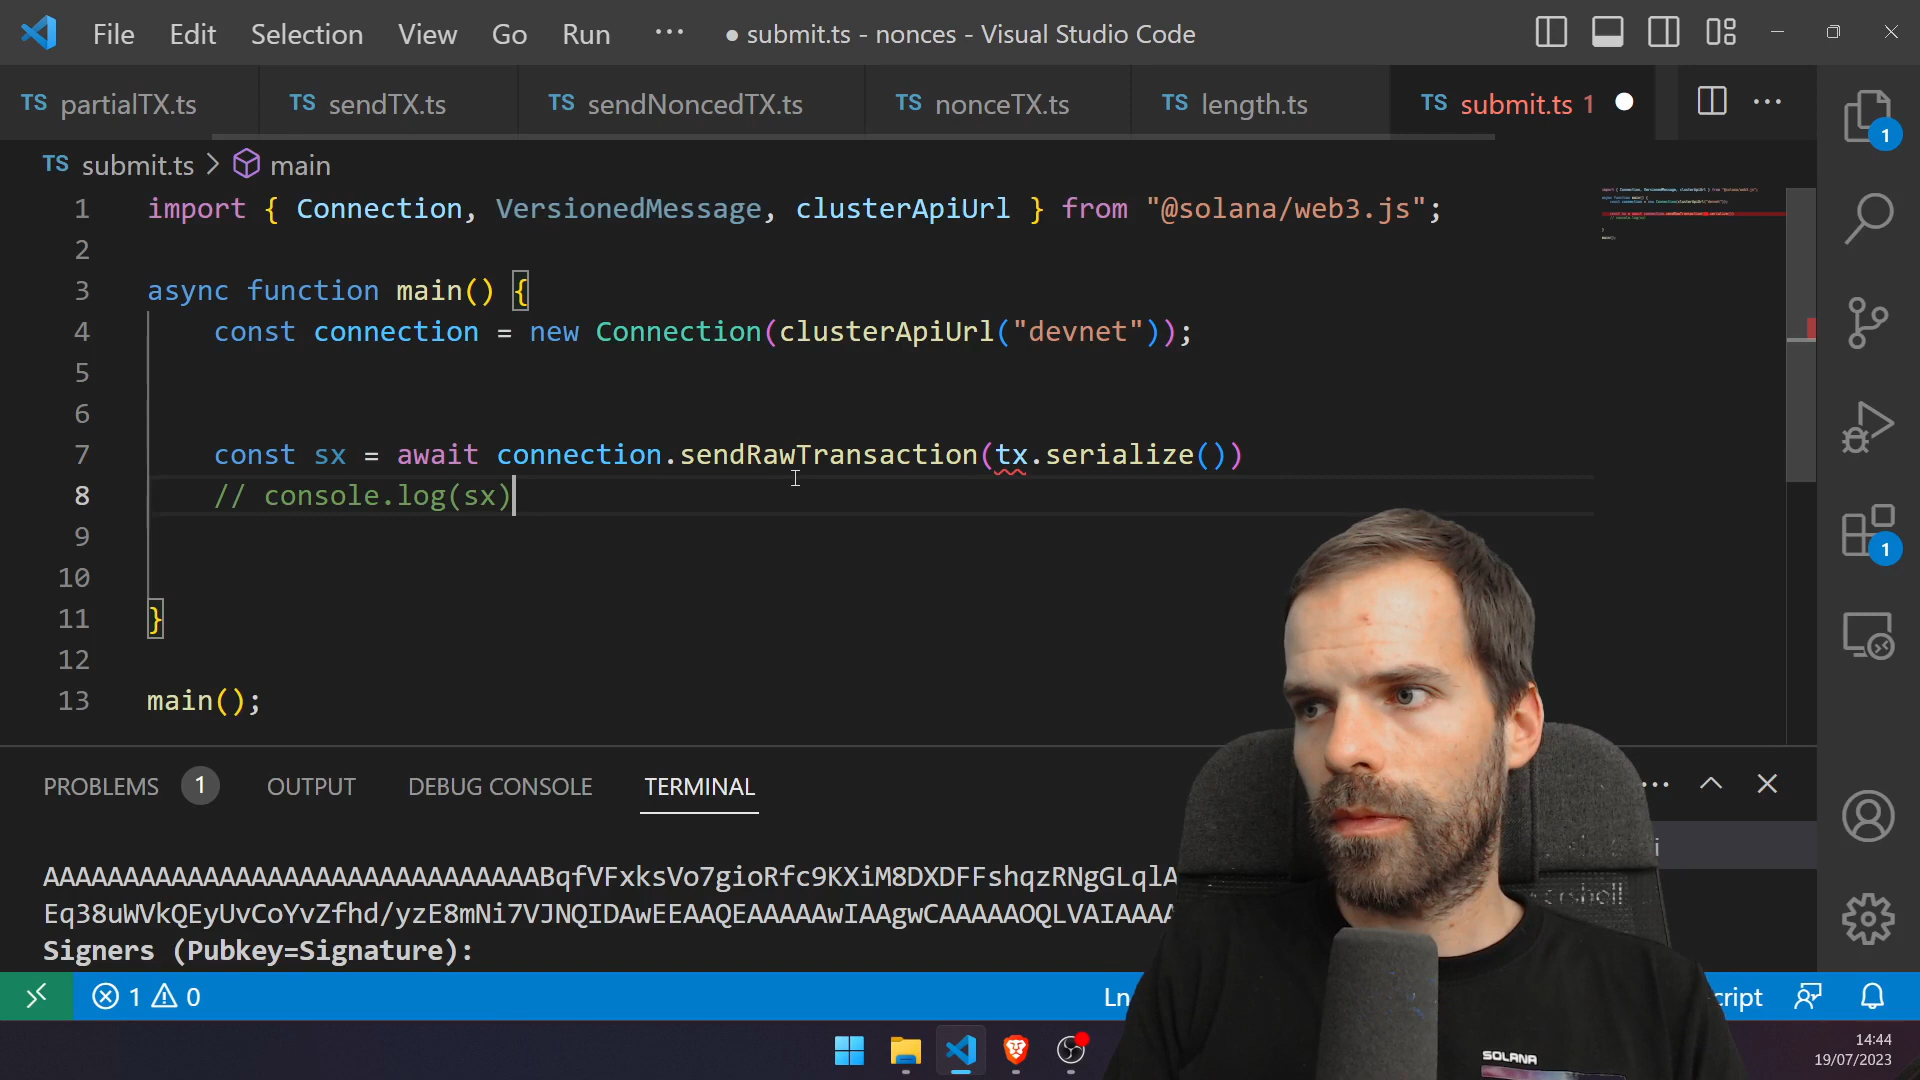 File Edit Selection View Go Run ··· ● submit.ts - nonces - Visual Studio Code
TS partialTX.ts TS sendTX.ts TS sendNoncedTX.ts TS nonceTX.ts TS length.ts TS submit.ts 1
TS submit.ts > main
1 import { Connection, VersionedMessage, clusterApiUrl } from "@solana/web3.js";
2
3 async function main() {
4 const connection = new Connection(clusterApiUrl("devnet"));
5
6
7 const sx = await connection.sendRawTransaction(tx.serialize())
8 // console.log(sx)
9
10
11 }
12
13 main();
1
1
PROBLEMS 1 OUTPUT DEBUG CONSOLE TERMINAL
AAAAAAAAAAAAAAAAAAAAAAAAAAAAAAABqfVFxksVo7gioRfc9KXiM8DXDFFshqzRNgGLqlA
Eq38uWVkQEyUvCoYvZfhd/yzE8mNi7VJNQIDAwEEAAQEAAAAAwIAAgwCAAAAAOQLVAIAAAA
Signers (Pubkey=Signature):
1 0 Ln cript
SOLANA
14:44
19/07/2023